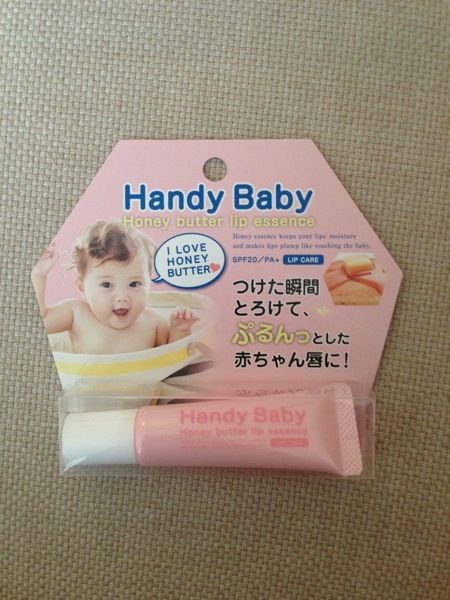 Handy Baby
Honey butter lip essence
Honey essence keeps your lips' moisture
and makes lips plump like touching the baby.
SPF20／PA+ LIP CARE
I LOVE
HONEY
BUTTER
つけた瞬間
とろけて、
ぷるんっとした
赤ちゃん唇に!
Handy Baby
Honey butter lip essence